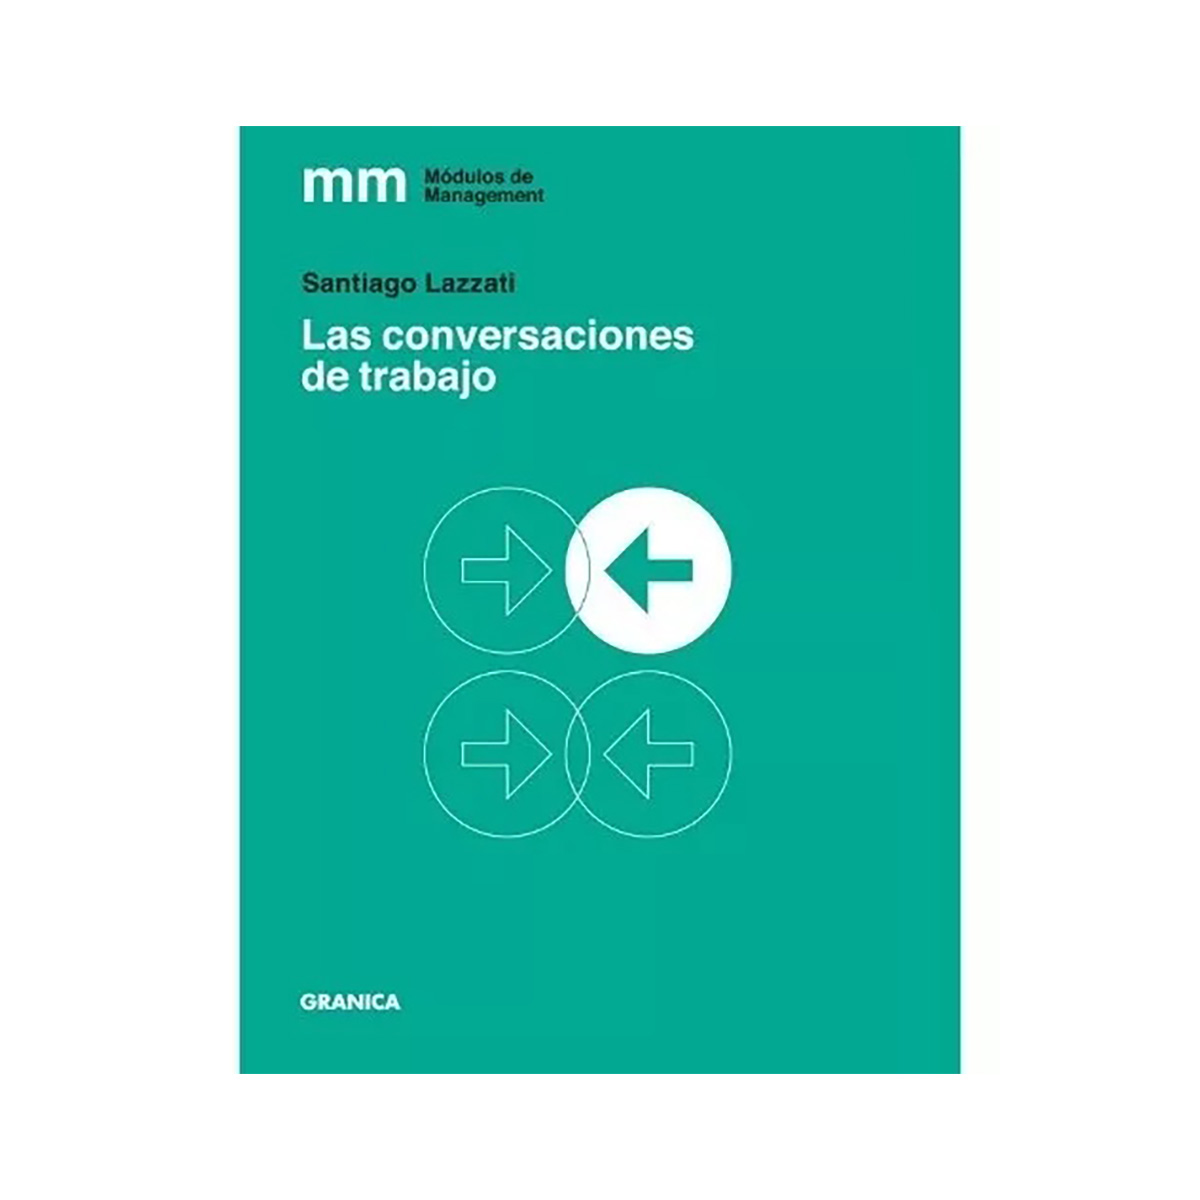 mm
Módulos de
Management
Santiago Lazzati
Las conversaciones
de trabajo
GRANICA